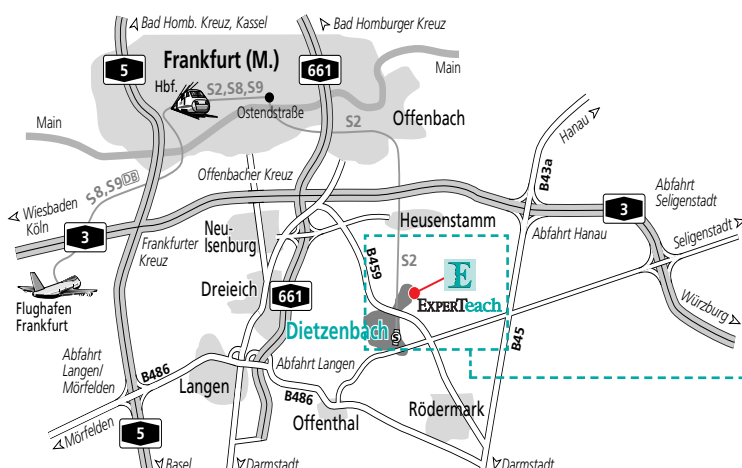 Bad Homb. Kreuz, Kassel
Bad Homburger Kreuz
5
Frankfurt (M.)
661
Main
Hbf.
S2,S8,S9
Ostendstraße
Main
S2
Offenbach
Hanau
B43a
Offenbacher Kreuz
S8,S9 DB
Abfahrt
Seligenstadt
Wiesbaden
Köln
3
3
Neu-
Isenburg
Heusenstamm
Abfahrt Hanau
Seligenstadt
Frankfurter
Kreuz
B459
S2
E
EXPERTeach
Flughafen
Frankfurt
Dreieich
661
Würzburg
Dietzenbach
S
B45
Abfahrt
Langen/
Mörfelden
B486
Abfahrt Langen
Langen
B486
Offenthal
Rödermark
Mörfelden
5
Basel
Darmstadt
Darmstadt